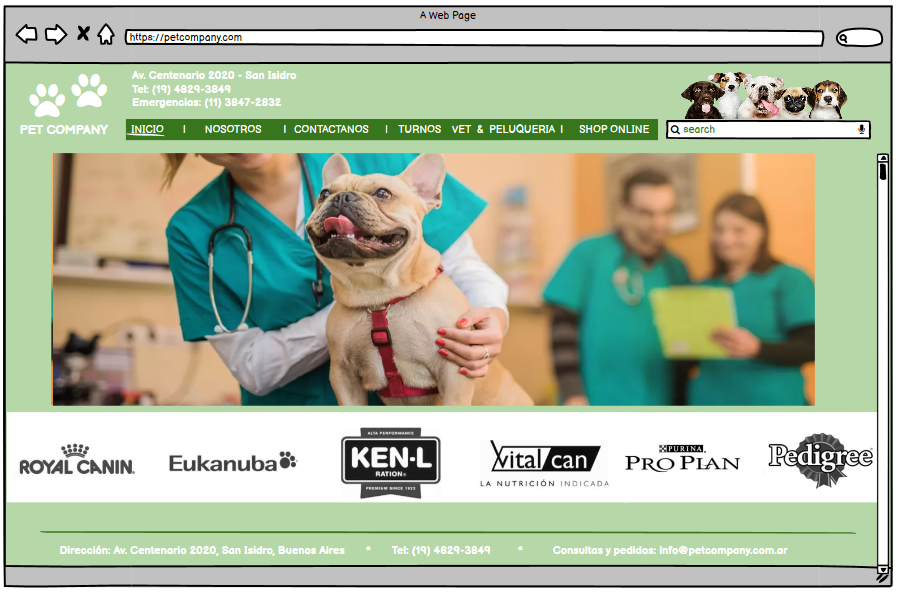 A Web Page
https://petcompany.com
Av. Centenario 2020 - San Isidro
Tel: (19) 4829-3849
Emergencias: (11) 3847-2832
PET COMPANY
INICIO | NOSOTROS | CONTACTANOS | TURNOS VET & PELUQUERIA | SHOP ONLINE
search
ROYAL CANIN
Eukanuba
ALTA PERFORMANCE
KEN-L
RATION®
PREMIUM SINCE 1922
Vital can
LA NUTRICIÓN INDICADA
PURINA
PRO PLAN
Pedigree
Dirección: Av. Centenario 2020, San Isidro, Buenos Aires * Tel: (19) 4829-3849 * Consultas y pedidos: info@petcompany.com.ar